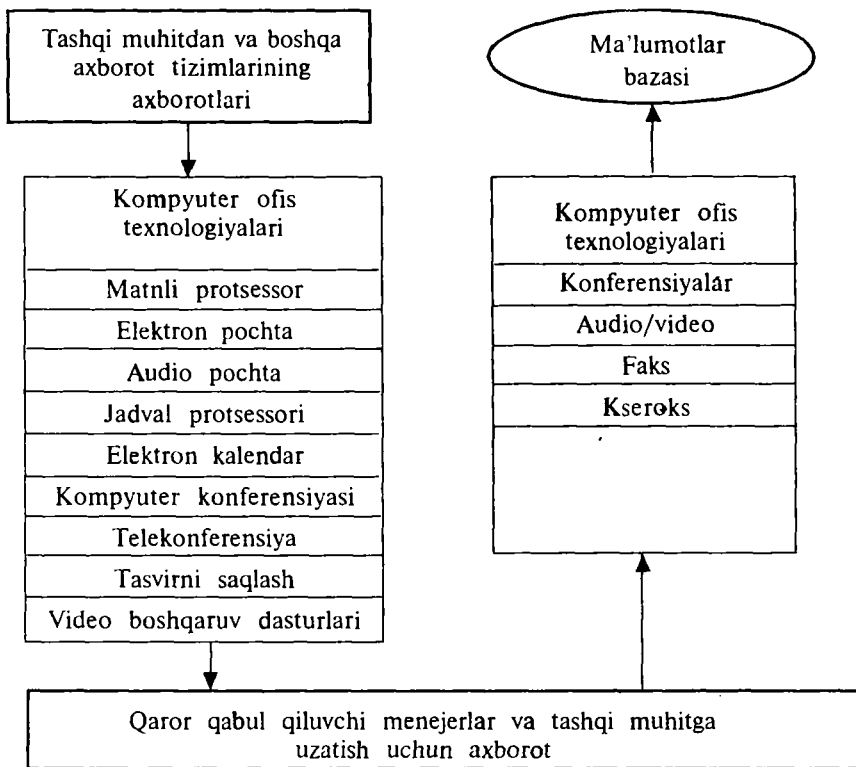 Tashqi muhitdan va boshqa
axborot tizimlarining
axborotlari
Ma'lumotlar
bazasi
Kompyuter ofis
texnologiyalari
Matnli protsessor
Elektron pochta
Audio pochta
Jadval protsessori
Elektron kalendar
Kompyuter konferensiyasi
Telekonferensiya
Tasvirni saqlash
Video boshqaruv dasturlari
Kompyuter ofis
texnologiyalari
Konferensiyalar
Audio/video
Faks
Kseroks
Qaror qabul qiluvchi menejerlar va tashqi muhitga
uzatish uchun axborot